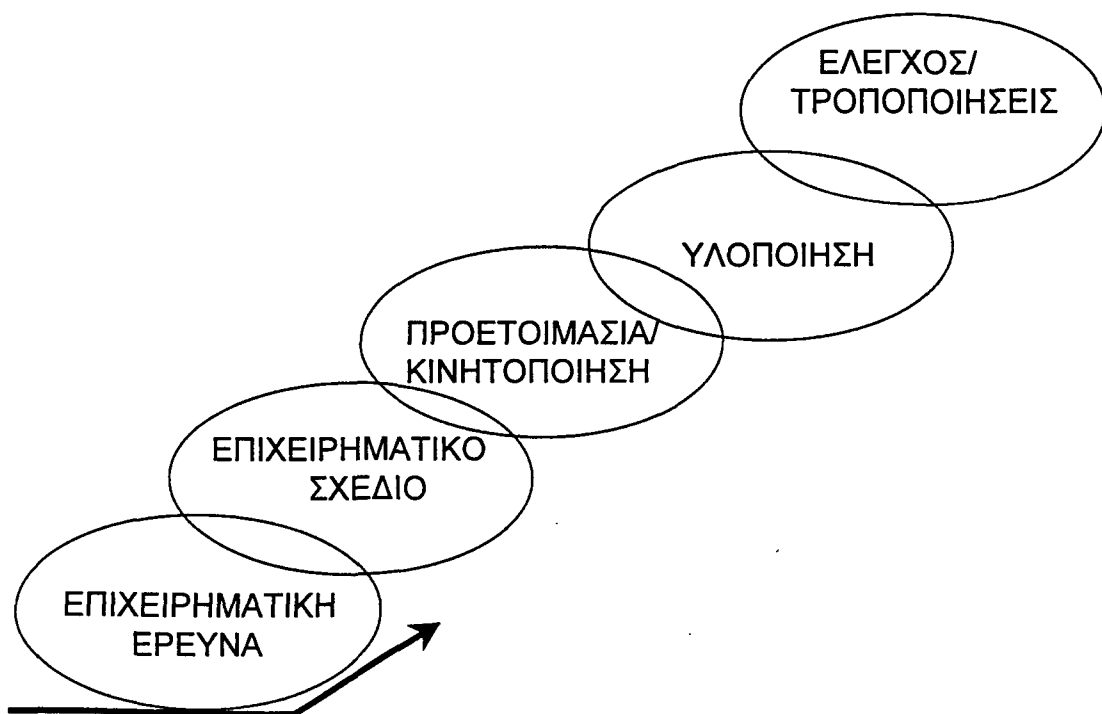 ΕΛΕΓΧΟΣ/
ΤΡΟΠΟΠΟΙΗΣΕΙΣ
ΥΛΟΠΟΙΗΣΗ
ΠΡΟΕΤΟΙΜΑΣΙΑ/
ΚΙΝΗΤΟΠΟΙΗΣΗ
ΕΠΙΧΕΙΡΗΜΑΤΙΚΟ
ΣΧΕΔΙΟ
ΕΠΙΧΕΙΡΗΜΑΤΙΚΗ
ΕΡΕΥΝΑ